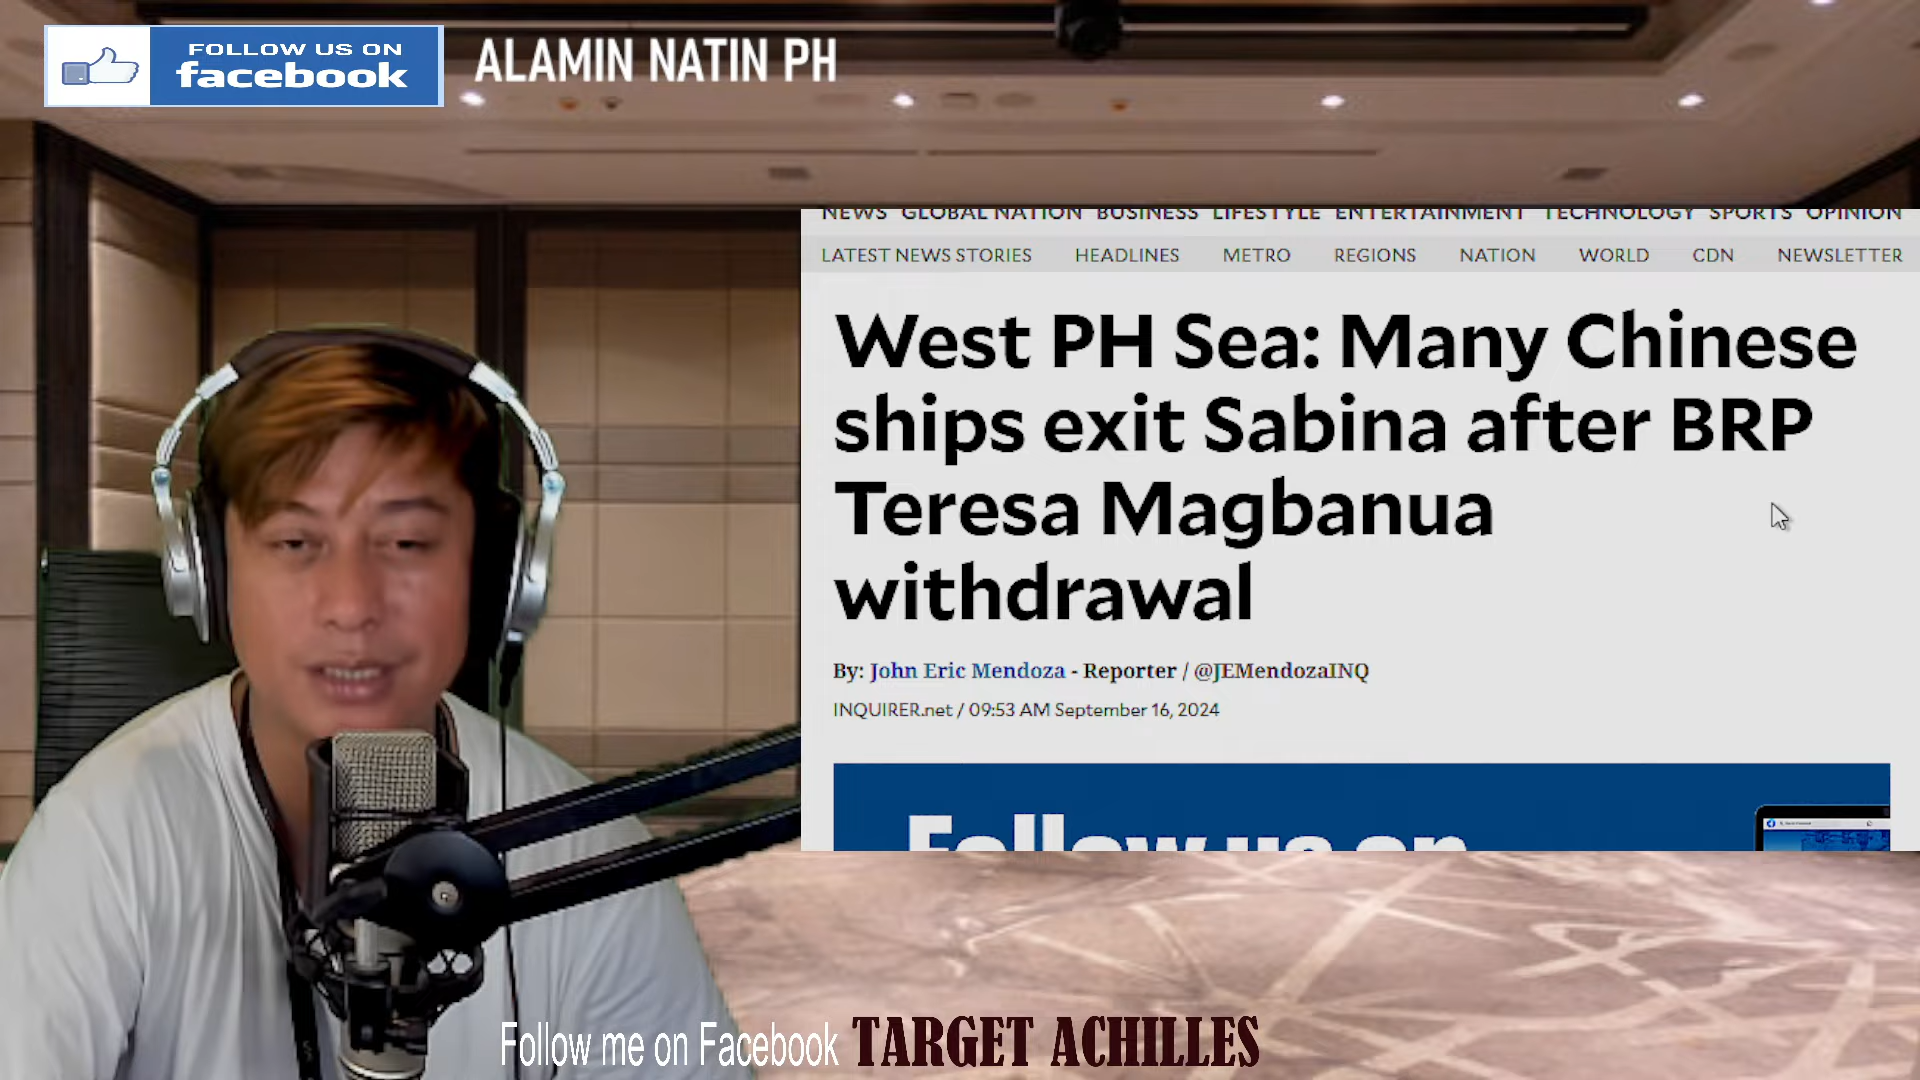 FOLLOW US ON
facebook
ALAMIN NATIN PH
NEWS GLOBAL NATION BUSINESS LIFESTYLE ENTERTAINMENT TECHNOLOGY SPORTS OPINION
LATEST NEWS STORIES HEADLINES METRO REGIONS NATION WORLD CDN NEWSLETTER
West PH Sea: Many Chinese
ships exit Sabina after BRP
Teresa Magbanua
withdrawal
By: John Eric Mendoza - Reporter / @JEMendozaINQ
INQUIRER.net / 09:53 AM September 16, 2024
Follow us on
Follow me on Facebook TARGET ACHILLES